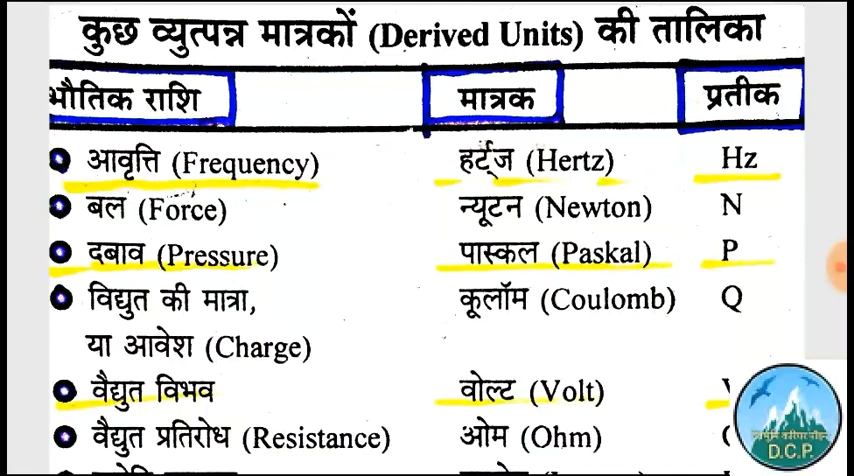 कुछ व्युत्पन्न मात्रकों (Derived Units) की तालिका
भौतिक राशि मात्रक प्रतीक
आवृत्ति (Frequency) हर्ट्ज (Hertz) Hz
बल (Force) न्यूटन (Newton) N
दबाव (Pressure) पास्कल (Paskal) P
विद्युत की मात्रा, कूलॉम (Coulomb) Q
या आवेश (Charge)
वैद्युत विभव वोल्ट (Volt)
वैद्युत प्रतिरोध (Resistance) ओम (Ohm)
D.C.P.